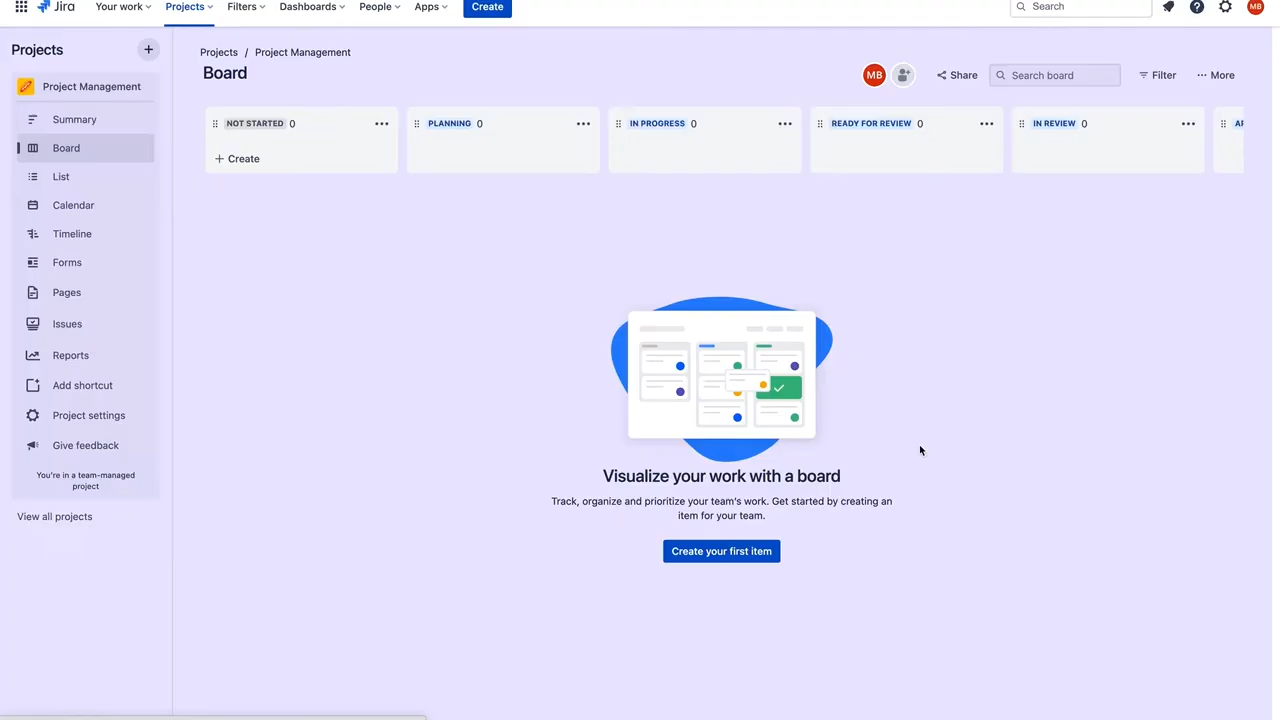 Jira Your work Projects Filters Dashboards People Apps Create Search MB
Projects
Project Management
Summary
Board
List
Calendar
Timeline
Forms
Pages
Issues
Reports
Add shortcut
Project settings
Give feedback
You're in a team-managed
project
View all projects
Projects / Project Management
Board
MB Share Search board Filter More
NOT STARTED 0 PLANNING 0 IN PROGRESS 0 READY FOR REVIEW 0 IN REVIEW 0
Create
Visualize your work with a board
Track, organize and prioritize your team's work. Get started by creating an
item for your team.
Create your first item